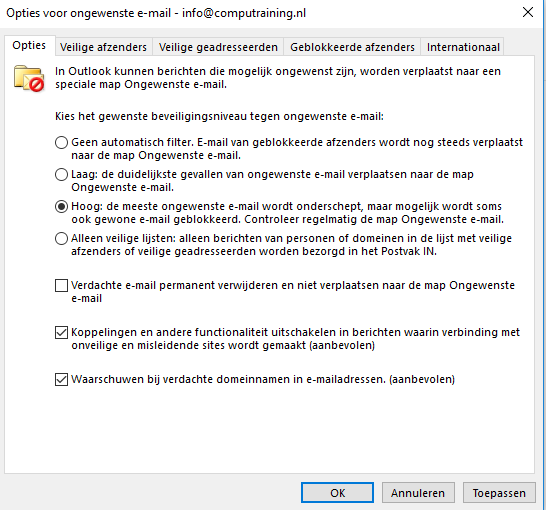 Opties voor ongewenste e-mail - info@computraining.nl
Opties Veilige afzenders Veilige geadresseerden Geblokkeerde afzenders Internationaal
In Outlook kunnen berichten die mogelijk ongewenst zijn, worden verplaatst naar een
speciale map Ongewenste e-mail.
Kies het gewenste beveiligingsniveau tegen ongewenste e-mail:
Geen automatisch filter. E-mail van geblokkeerde afzenders wordt nog steeds verplaatst
naar de map Ongewenste e-mail.
Laag: de duidelijkste gevallen van ongewenste e-mail verplaatsen naar de map
Ongewenste e-mail.
Hoog: de meeste ongewenste e-mail wordt onderschept, maar mogelijk wordt soms
ook gewone e-mail geblokkeerd. Controleer regelmatig de map Ongewenste e-mail.
Alleen veilige lijsten: alleen berichten van personen of domeinen in de lijst met veilige
afzenders of veilige geadresseerden worden bezorgd in het Postvak IN.
Verdachte e-mail permanent verwijderen en niet verplaatsen naar de map Ongewenste
e-mail
Koppelingen en andere functionaliteit uitschakelen in berichten waarin verbinding met
onveilige en misleidende sites wordt gemaakt (aanbevolen)
Waarschuwen bij verdachte domeinnamen in e-mailadressen. (aanbevolen)
OK Annuleren Toepassen